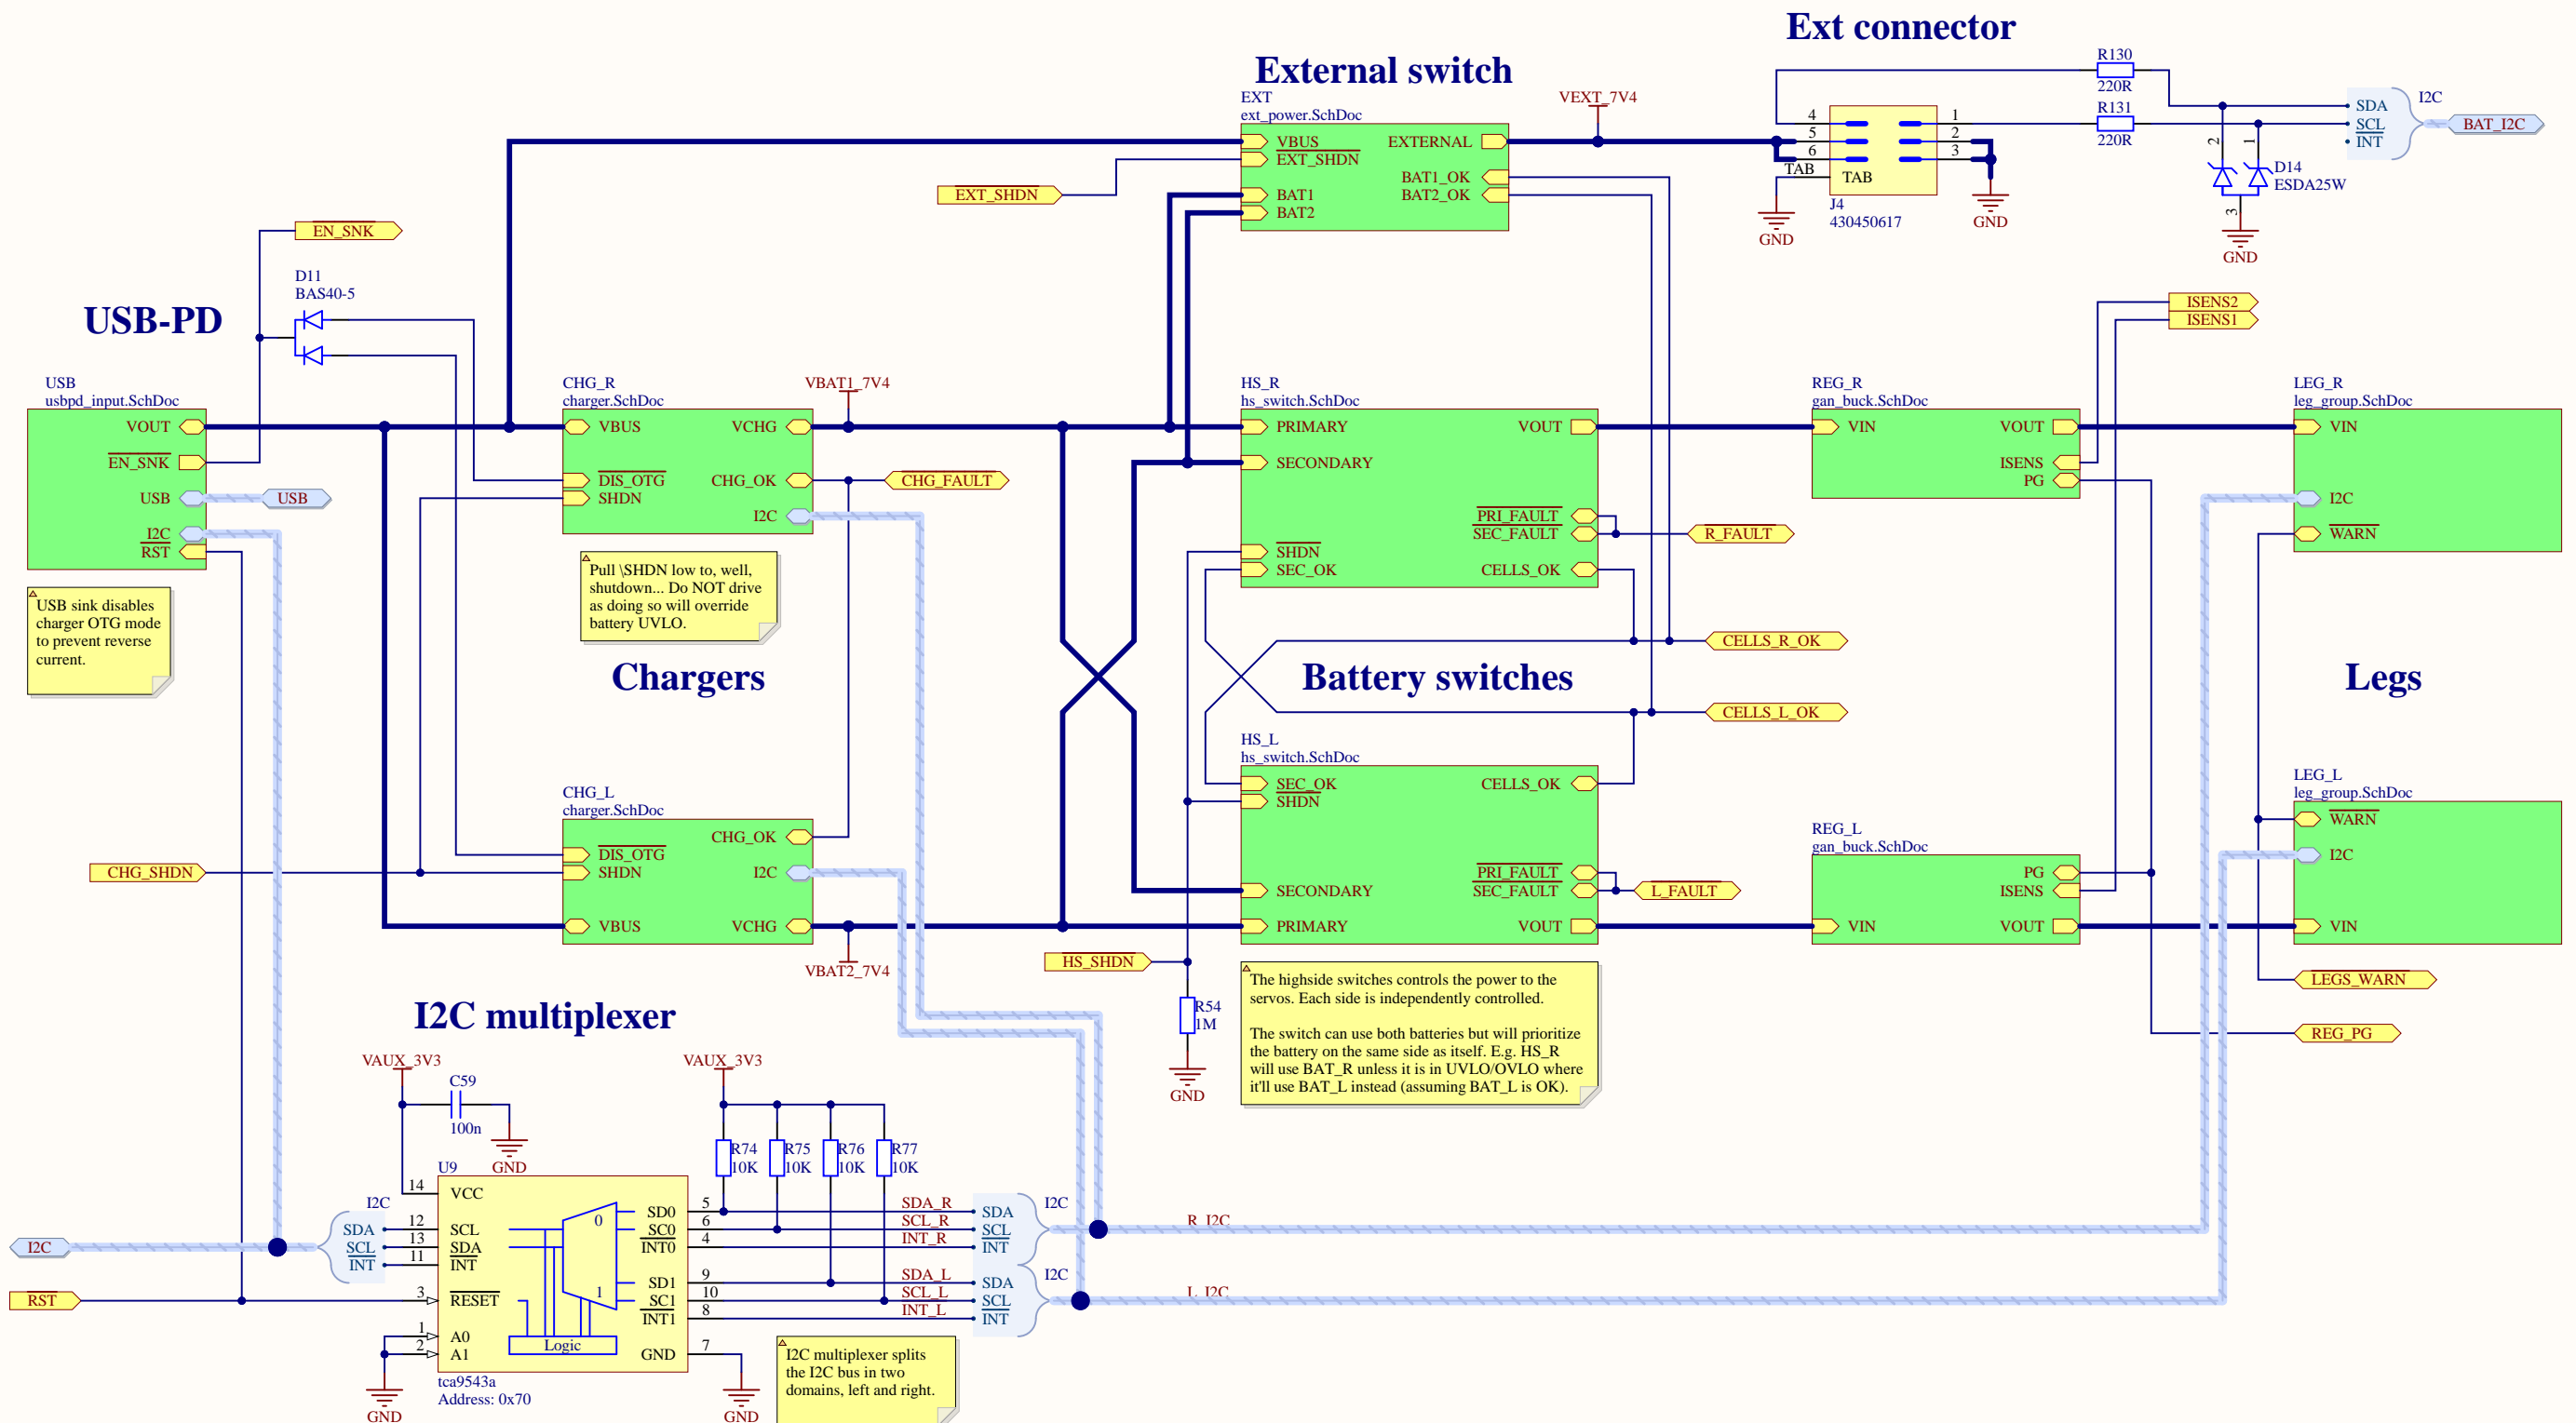 Ext connector
External switch
EXT
ext_power.SchDoc
VBUS
EXT_SHDN
BAT1
BAT2
EXTERNAL
BAT1_OK
BAT2_OK
EXT_SHDN
VEXT_7V4
4
5
6
TAB
TAB
1
2
3
J4
430450617
GND
GND
R130
220R
R131
220R
SDA
SCL
INT
I2C
BAT_I2C
2
1
3
D14
ESDA25W
GND
EN_SNK
D11
BAS40-5
USB-PD
USB
usbpd_input.SchDoc
VOUT
EN_SNK
USB
I2C
RST
USB
USB sink disables
charger OTG mode
to prevent reverse
current.
CHG_R
charger.SchDoc
VBUS
DIS_OTG
SHDN
VCHG
CHG_OK
I2C
VBAT1_7V4
CHG_FAULT
Pull \SHDN low to, well,
shutdown... Do NOT drive
as doing so will override
battery UVLO.
Chargers
CHG_L
charger.SchDoc
CHG_OK
DIS_OTG
SHDN
I2C
VBUS
VCHG
CHG_SHDN
VBAT2_7V4
HS_R
hs_switch.SchDoc
PRIMARY
SECONDARY
SHDN
SEC_OK
VOUT
PRI_FAULT
SEC_FAULT
CELLS_OK
R_FAULT
CELLS_R_OK
Battery switches
CELLS_L_OK
HS_L
hs_switch.SchDoc
SEC_OK
SHDN
SECONDARY
PRIMARY
CELLS_OK
PRI_FAULT
SEC_FAULT
VOUT
L_FAULT
HS_SHDN
R54
1M
GND
The highside switches controls the power to the
servos. Each side is independently controlled.
The switch can use both batteries but will prioritize
the battery on the same side as itself. E.g. HS_R
will use BAT_R unless it is in UVLO/OVLO where
it'll use BAT_L instead (assuming BAT_L is OK).
ISENS2
ISENS1
REG_R
gan_buck.SchDoc
VIN
VOUT
ISENS
PG
REG_L
gan_buck.SchDoc
PG
ISENS
VIN
VOUT
LEG_R
leg_group.SchDoc
VIN
I2C
WARN
Legs
LEG_L
leg_group.SchDoc
WARN
I2C
VIN
LEGS_WARN
REG_PG
I2C multiplexer
VAUX_3V3
C59
100n
GND
VAUX_3V3
R74
10K
R75
10K
R76
10K
R77
10K
U9
14
VCC
12
SCL
13
SDA
11
INT
3
RESET
1
A0
2
A1
0
1
Logic
SD0
5
SC0
6
INT0
4
SD1
9
SC1
10
INT1
8
GND
7
tca9543a
Address: 0x70
I2C
I2C
SDA
SCL
INT
RST
GND
GND
SDA_R
SCL_R
INT_R
SDA_L
SCL_L
INT_L
SDA
SCL
INT
I2C
SDA
SCL
INT
I2C
R_I2C
L_I2C
I2C multiplexer splits
the I2C bus in two
domains, left and right.